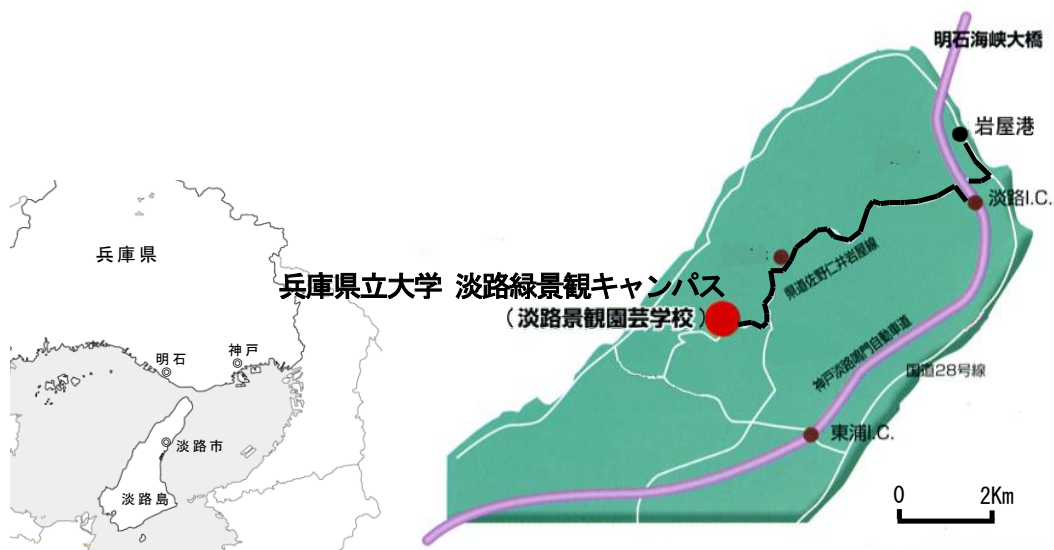 兵庫県
明石
神戸
淡路市
淡路島
明石海峡大橋
岩屋港
淡路I.C.
県道佐野仁井岩屋線
兵庫県立大学 淡路緑景観キャンパス
(淡路景観園芸学校)
神戸淡路鳴門自動車道
国道28号線
東浦I.C.
0 2Km